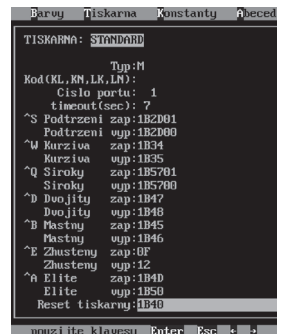 Barvy Tiskarna Konstanty Abeced
TISKARNA: STANDARD
Typ:M
Kod(KL,KN,LK,LN):
Cislo portu: 1
timeout(sec): 7
^S Podtrzeni zap:1B2D01
Podtrzeni vyp:1B2D00
^W Kurziva zap:1B34
Kurziva vyp:1B35
^Q Siroky zap:1B5701
Siroky vyp:1B5700
^D Dvojity zap:1B47
Dvojity vyp:1B48
^B Mastny zap:1B45
Mastny vyp:1B46
^E Zhusteny zap:0F
Zhusteny vyp:12
^A Elite zap:1B4D
Elite vyp:1B50
Reset tiskarny:1B40
pouzijte klavesu Enter Esc ← →